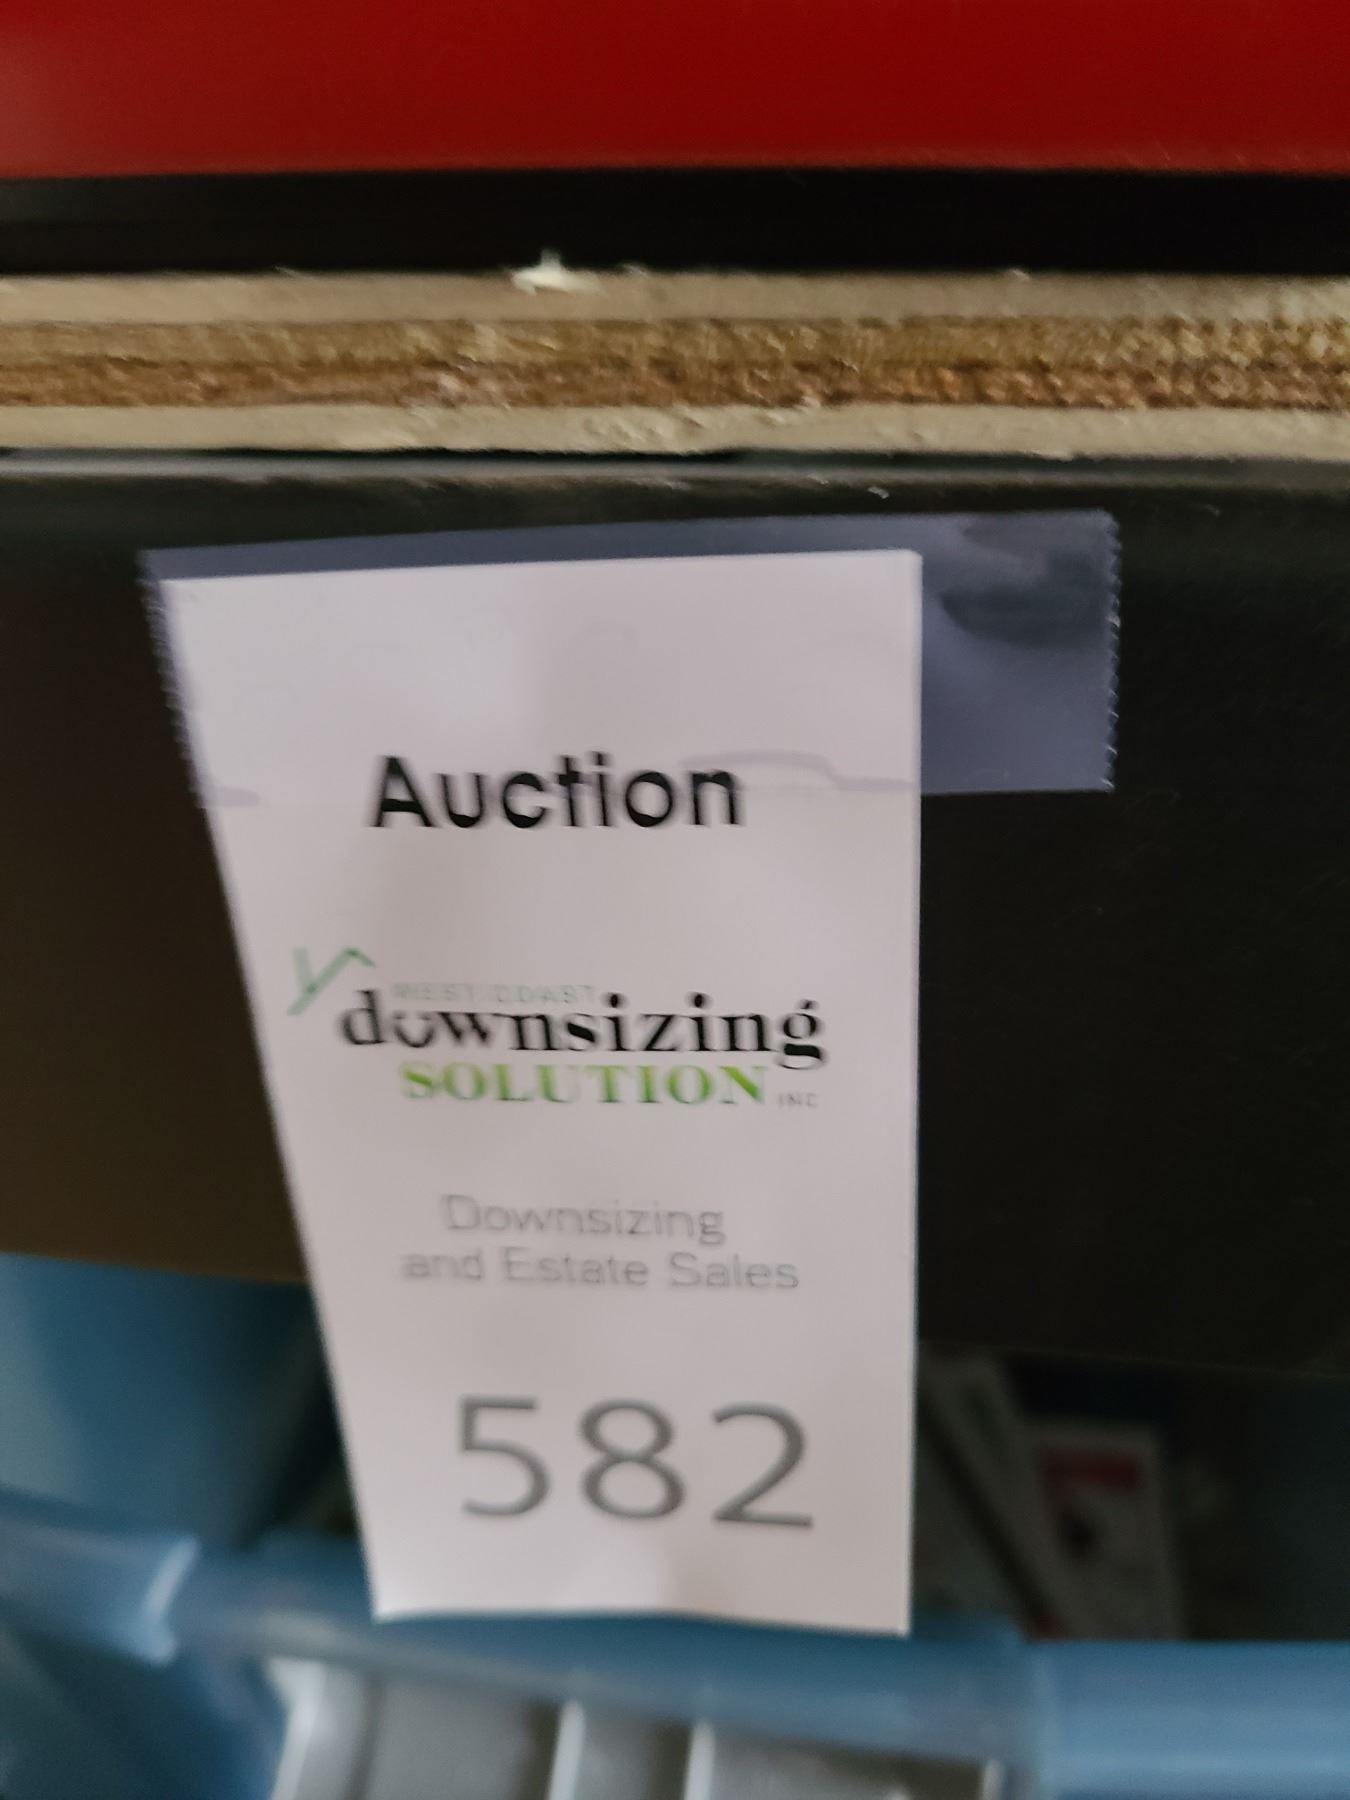 Auction
WEST COAST
downsizing
SOLUTION INC
Downsizing
and Estate Sales
582